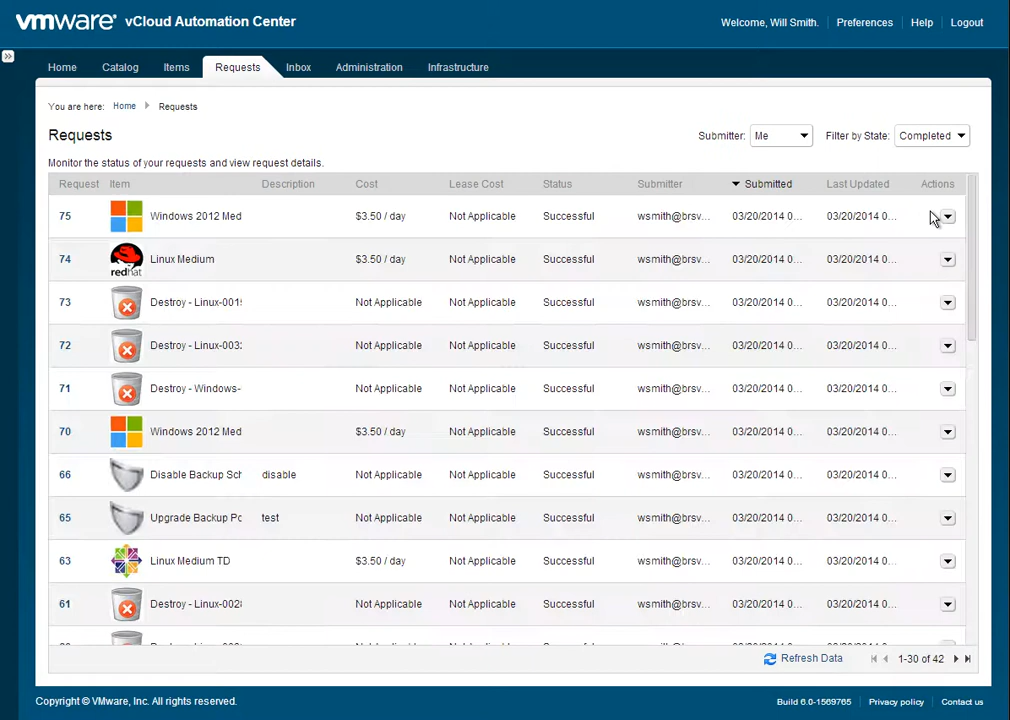 vmware® vCloud Automation Center
Welcome, Will Smith. Preferences Help Logout
Home Catalog Items Requests Inbox Administration Infrastructure
You are here: Home Requests
Requests
Submitter: Me Filter by State: Completed
Monitor the status of your requests and view request details.
Request Item Description Cost Lease Cost Status Submitter Submitted Last Updated Actions
75 Windows 2012 Med $3.50 / day Not Applicable Successful wsmith@brsv... 03/20/2014 0... 03/20/2014 0...
74 redhat Linux Medium $3.50 / day Not Applicable Successful wsmith@brsv... 03/20/2014 0... 03/20/2014 0...
73 Destroy - Linux-001 Not Applicable Not Applicable Successful wsmith@brsv... 03/20/2014 0... 03/20/2014 0...
72 Destroy - Linux-003 Not Applicable Not Applicable Successful wsmith@brsv... 03/20/2014 0... 03/20/2014 0...
71 Destroy - Windows- Not Applicable Not Applicable Successful wsmith@brsv... 03/20/2014 0... 03/20/2014 0...
70 Windows 2012 Med $3.50 / day Not Applicable Successful wsmith@brsv... 03/20/2014 0... 03/20/2014 0...
66 Disable Backup Sch disable Not Applicable Not Applicable Successful wsmith@brsv... 03/20/2014 0... 03/20/2014 0...
65 Upgrade Backup Po test Not Applicable Not Applicable Successful wsmith@brsv... 03/20/2014 0... 03/20/2014 0...
63 Linux Medium TD $3.50 / day Not Applicable Successful wsmith@brsv... 03/20/2014 0... 03/20/2014 0...
61 Destroy - Linux-002 Not Applicable Not Applicable Successful wsmith@brsv... 03/20/2014 0... 03/20/2014 0...
Refresh Data 1-30 of 42
Copyright © VMware, Inc. All rights reserved.
Build 6.0-1569765 Privacy policy Contact us